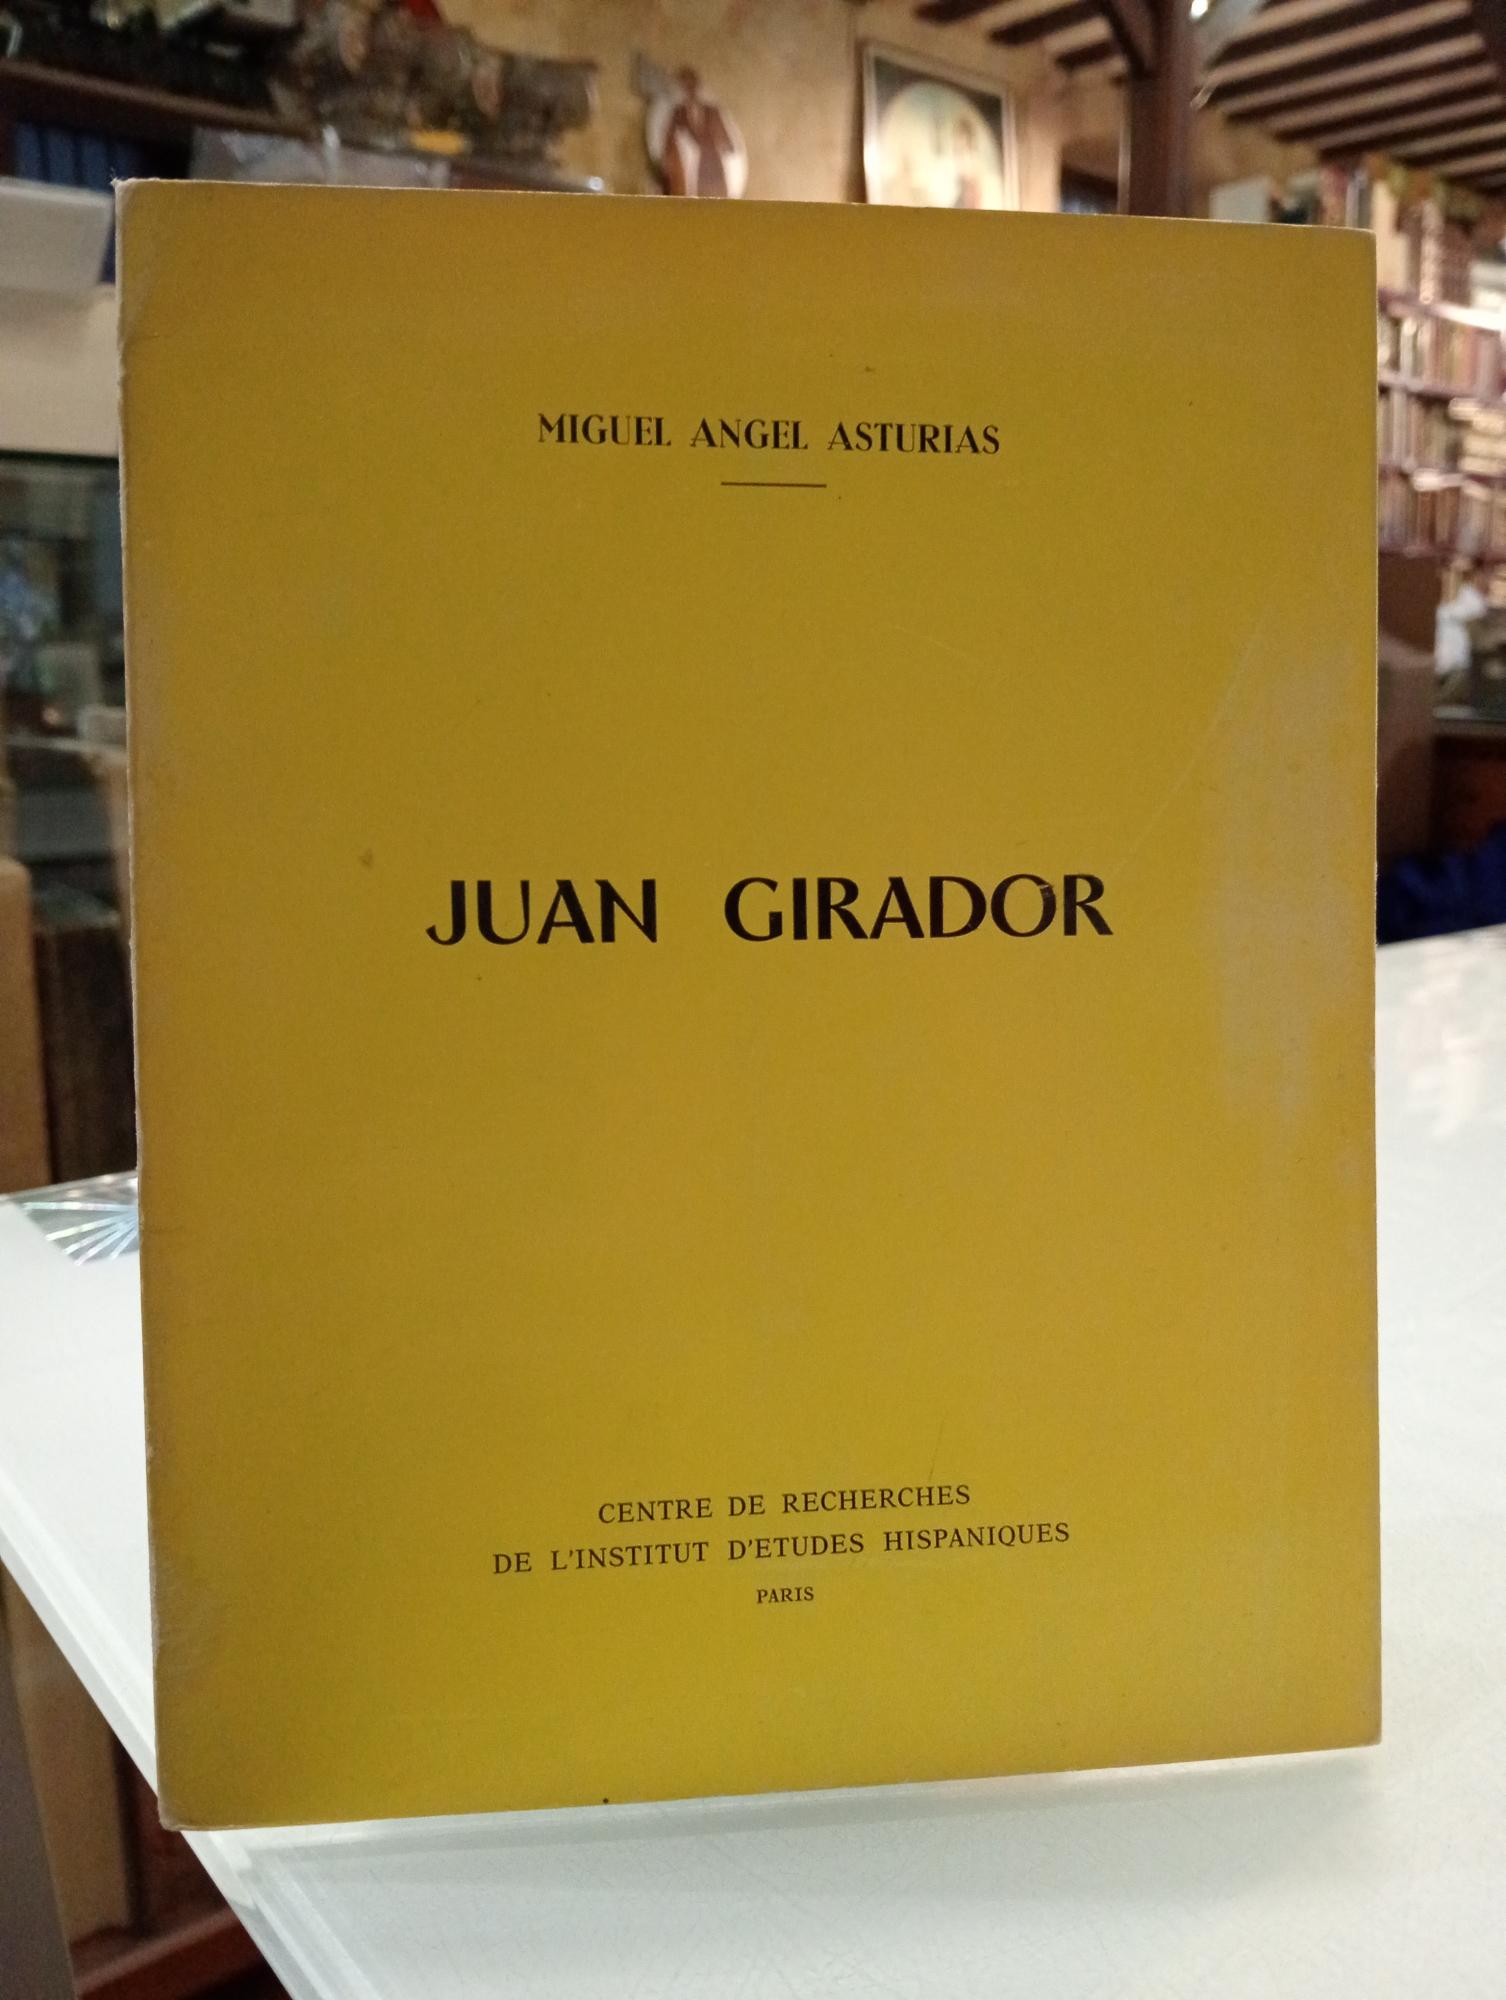 MIGUEL ANGEL ASTURIAS
JUAN GIRADOR
CENTRE DE RECHERCHES
DE L'INSTITUT D'ETUDES HISPANIQUES
PARIS